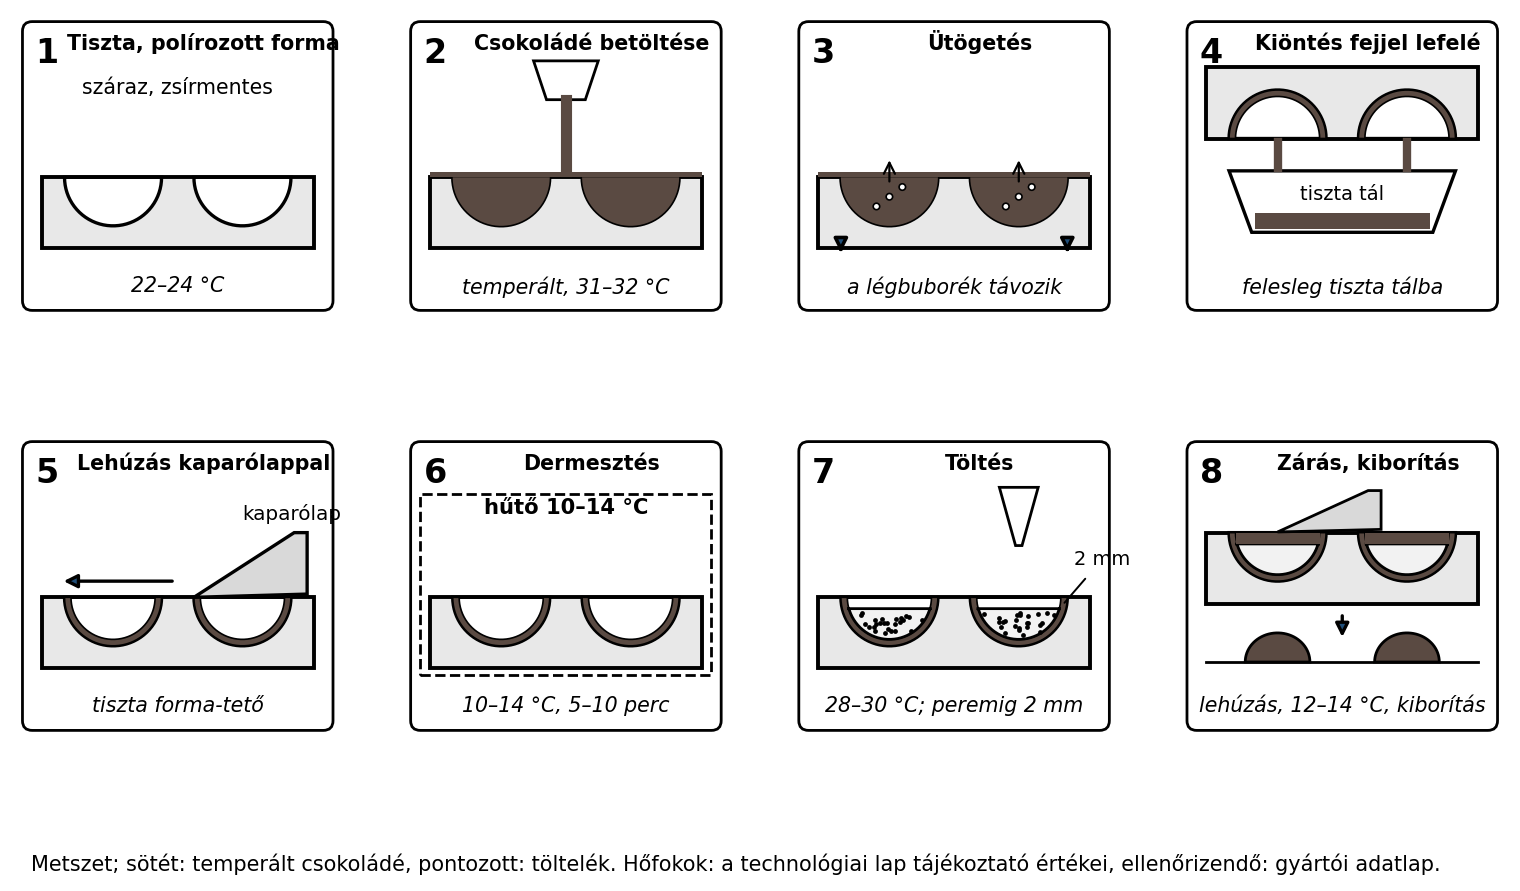 1 Tiszta, polírozott forma
száraz, zsírmentes
22–24 °C
2 Csokoládé betöltése
temperált, 31–32 °C
3 Ütögetés
a légbuborék távozik
4 Kiöntés fejjel lefelé
tiszta tál
felesleg tiszta tálba
5 Lehúzás kaparólappal
kaparólap
tiszta forma-tető
6 Dermesztés
hűtő 10–14 °C
10–14 °C, 5–10 perc
7 Töltés
2 mm
28–30 °C; peremig 2 mm
8 Zárás, kiborítás
lehúzás, 12–14 °C, kiborítás
Metszet; sötét: temperált csokoládé, pontozott: töltelék. Hőfokok: a technológiai lap tájékoztató értékei, ellenőrizendő: gyártói adatlap.